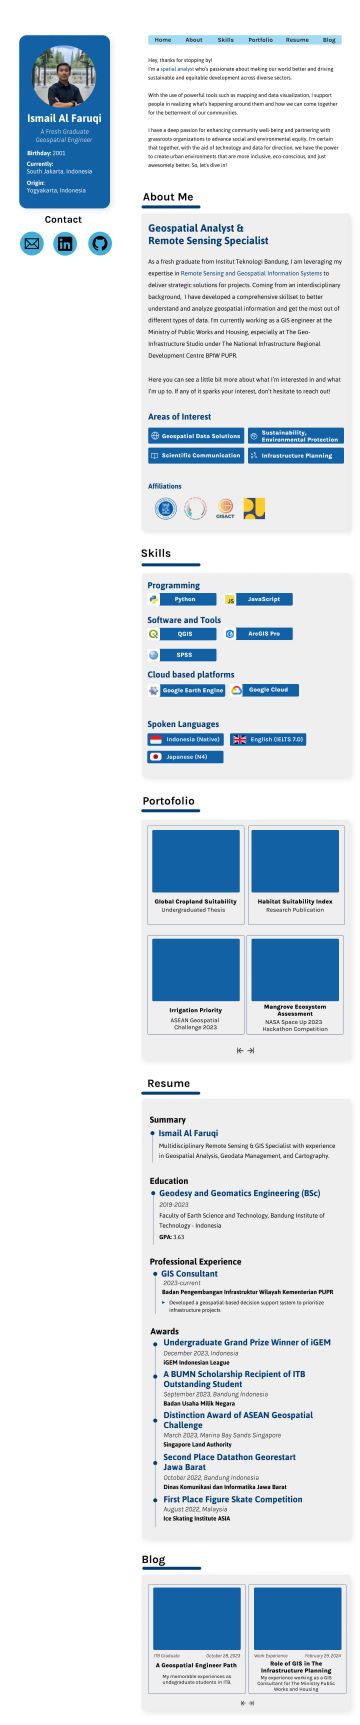 Ismail Al Faruqi
A Fresh Graduate
Geospatial Engineer
Birthday: 2001
Currently:
South Jakarta, Indonesia
Origin:
Yogyakarta, Indonesia
Contact
Home About Skills Portfolio Resume Blog
Hey, thanks for stopping by!
I'm a spatial analyst who's passionate about making our world better and driving
sustainable and equitable development across diverse sectors.
With the use of powerful tools such as mapping and data visualization, I support
people in realizing what's happening around them and how we can come together
for the betterment of our communities.
I have a deep passion for enhancing community well-being and partnering with
grassroots organizations to advance social and environmental equity. I'm certain
that together, with the aid of technology and data for direction, we have the power
to create urban environments that are more inclusive, eco-conscious, and just
awesomely better. So, let's dive in!
About Me
Geospatial Analyst &
Remote Sensing Specialist
As a fresh graduate from Institut Teknologi Bandung, I am leveraging my
expertise in Remote Sensing and Geospatial Information Systems to
deliver strategic solutions for projects. Coming from an interdisciplinary
background, I have developed a comprehensive skillset to better
understand and analyze geospatial information and get the most out of
different types of data. I'm currently working as a GIS engineer at the
Ministry of Public Works and Housing, especially at The Geo-
Infrastructure Studio under The National Infrastructure Regional
Development Centre BPIW PUPR.
Here you can see a little bit more about what I'm interested in and what
I'm up to. If any of it sparks your interest, don't hesitate to reach out!
Areas of Interest
Geospatial Data Solutions
Sustainability,
Environmental Protection
Scientific Communication
Infrastructure Planning
Affiliations
GISACT
Skills
Programming
Python
JS JavaScript
Software and Tools
QGIS
ArcGIS Pro
SPSS
Cloud based platforms
Google Earth Engine
Google Cloud
Spoken Languages
Indonesia (Native)
English (IELTS 7.0)
Japanese (N4)
Portofolio
Global Cropland Suitability
Undergraduated Thesis
Habitat Suitability Index
Research Publication
Irrigation Priority
ASEAN Geospatial
Challenge 2023
Mangrove Ecosystem
Assessment
NASA Space Up 2023
Hackathon Competition
Resume
Summary
Ismail Al Faruqi
Multidisciplinary Remote Sensing & GIS Specialist with experience
in Geospatial Analysis, Geodata Management, and Cartography.
Education
Geodesy and Geomatics Engineering (BSc)
2019-2023
Faculty of Earth Science and Technology, Bandung Institute of
Technology - Indonesia
GPA: 3.63
Professional Experience
GIS Consultant
2023-current
Badan Pengembangan Infrastruktur Wilayah Kementerian PUPR
Developed a geospatial-based decision support system to prioritize
infrastructure projects
Awards
Undergraduate Grand Prize Winner of iGEM
December 2023, Indonesia
iGEM Indonesian League
A BUMN Scholarship Recipient of ITB
Outstanding Student
September 2023, Bandung Indonesia
Badan Usaha Milik Negara
Distinction Award of ASEAN Geospatial
Challenge
March 2023, Marina Bay Sands Singapore
Singapore Land Authority
Second Place Datathon Georestart
Jawa Barat
October 2022, Bandung Indonesia
Dinas Komunikasi dan Informatika Jawa Barat
First Place Figure Skate Competition
August 2022, Malaysia
Ice Skating Institute ASIA
Blog
ITB Graduate October 28, 2023
A Geospatial Engineer Path
My memorable experiences as
undegraduate students in ITB.
Work Experience February 29, 2024
Role of GIS in The
Infrastructure Planning
My experience working as a GIS
Consultant for The Ministry Public
Works and Housing